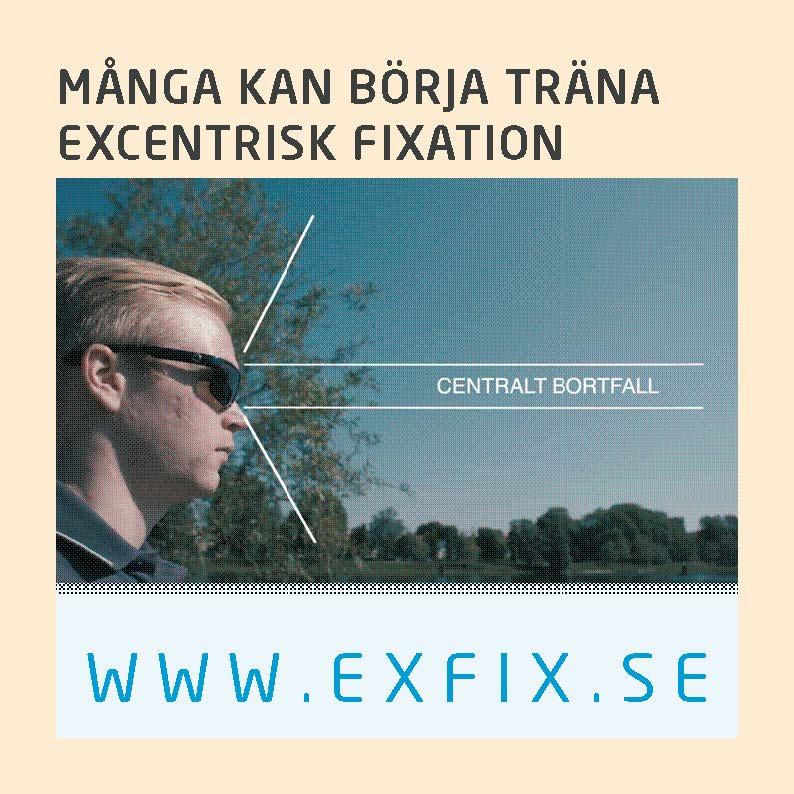 MÅNGA KAN BÖRJA TRÄNA
EXCENTRISK FIXATION
CENTRALT BORTFALL
WWW.EXFIX.SE